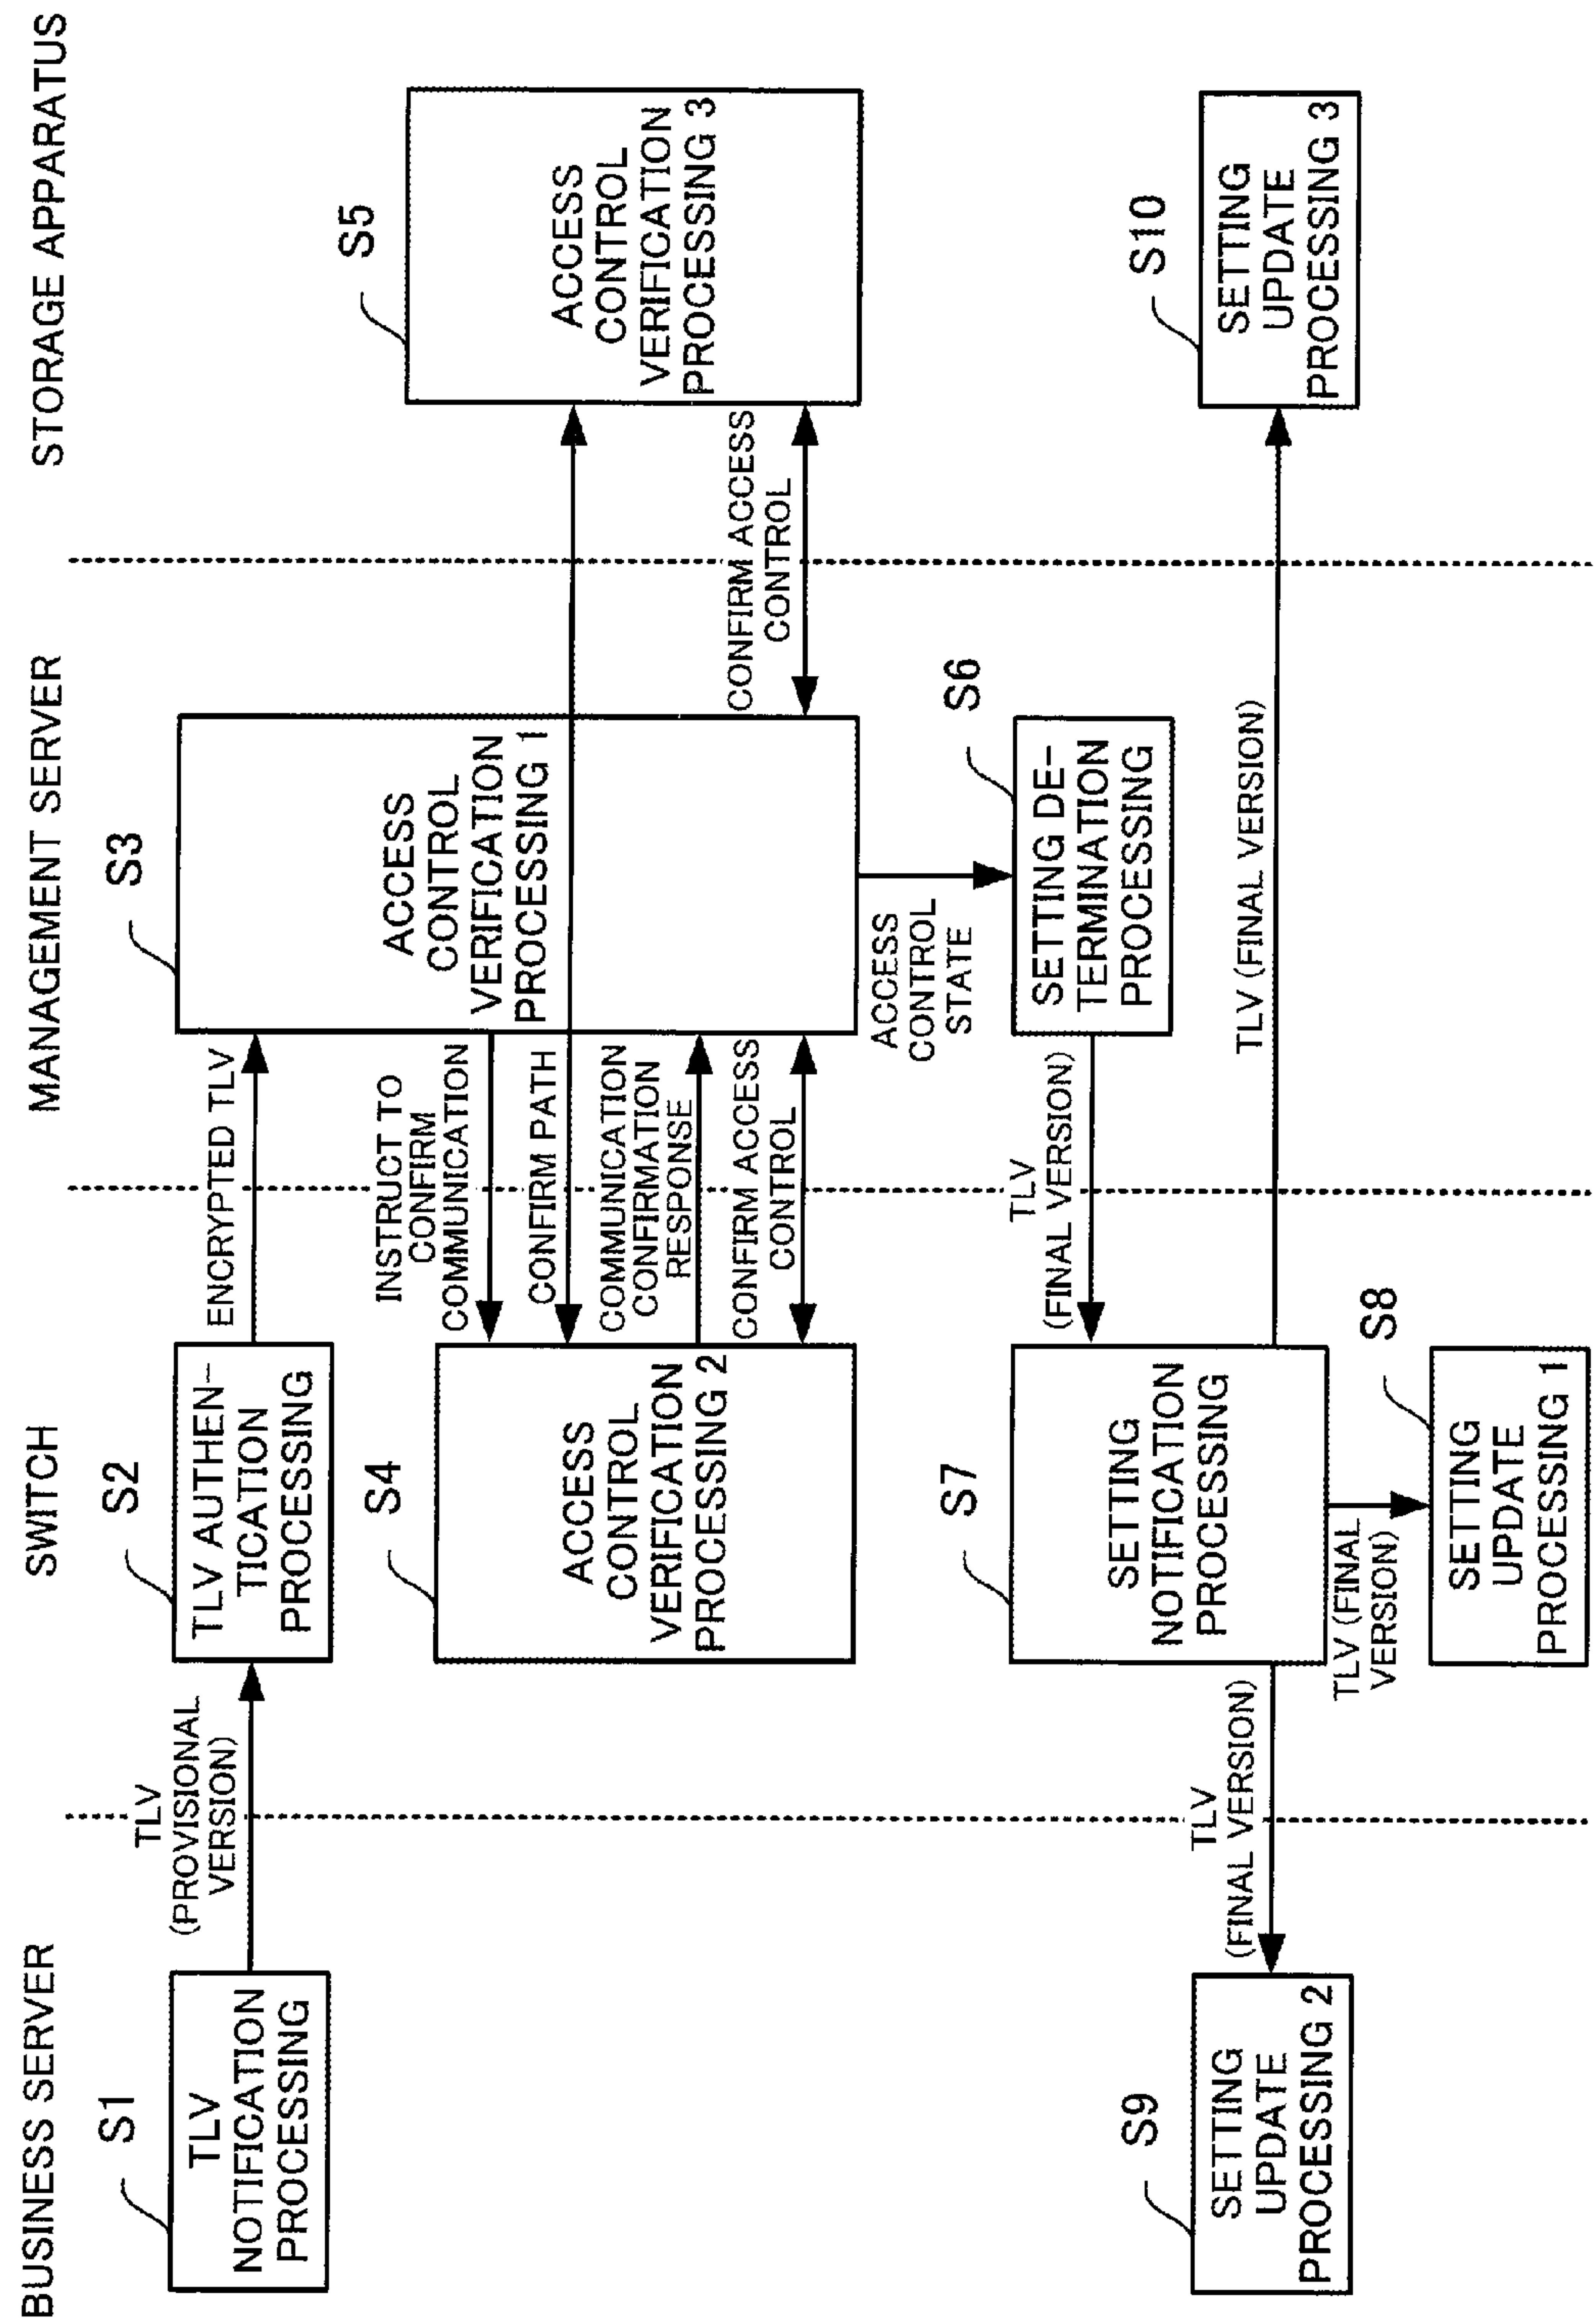 BUSINESS SERVER
SWITCH
MANAGEMENT SERVER
STORAGE APPARATUS
S1
TLV
NOTIFICATION
PROCESSING
TLV
(PROVISIONAL
VERSION)
S2
TLV AUTHEN-
TICATION
PROCESSING
ENCRYPTED TLV
S3
ACCESS
CONTROL
VERIFICATION
PROCESSING 1
INSTRUCT TO
CONFIRM
COMMUNICATION
CONFIRM PATH
COMMUNICATION
CONFIRMATION
RESPONSE
CONFIRM ACCESS
CONTROL
S4
ACCESS
CONTROL
VERIFICATION
PROCESSING 2
S5
ACCESS
CONTROL
VERIFICATION
PROCESSING 3
CONFIRM ACCESS
CONTROL
ACCESS
CONTROL
STATE
S6
SETTING DE-
TERMINATION
PROCESSING
TLV
(FINAL VERSION)
S7
SETTING
NOTIFICATION
PROCESSING
TLV (FINAL
VERSION)
S8
SETTING
UPDATE
PROCESSING 1
TLV
(FINAL VERSION)
S9
SETTING
UPDATE
PROCESSING 2
TLV (FINAL VERSION)
S10
SETTING
UPDATE
PROCESSING 3